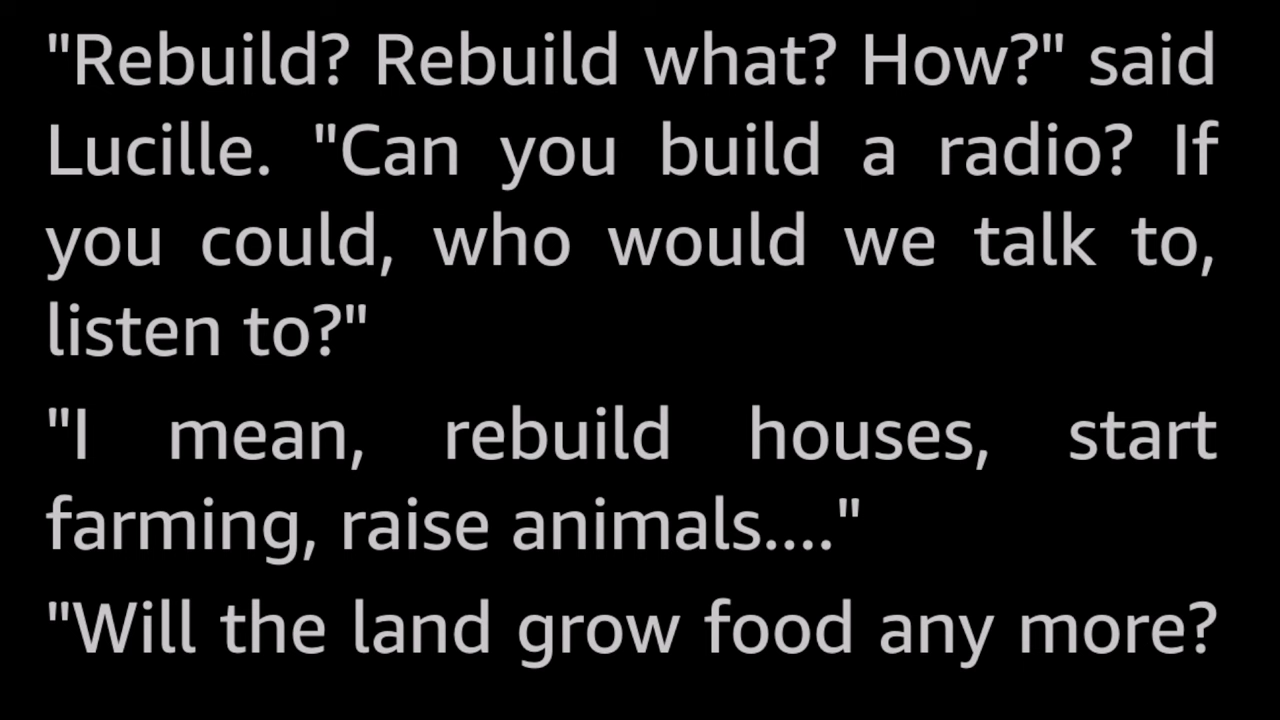 "Rebuild? Rebuild what? How?" said
Lucille. "Can you build a radio? If
you could, who would we talk to,
listen to?"
"I mean, rebuild houses, start
farming, raise animals...."
"Will the land grow food any more?